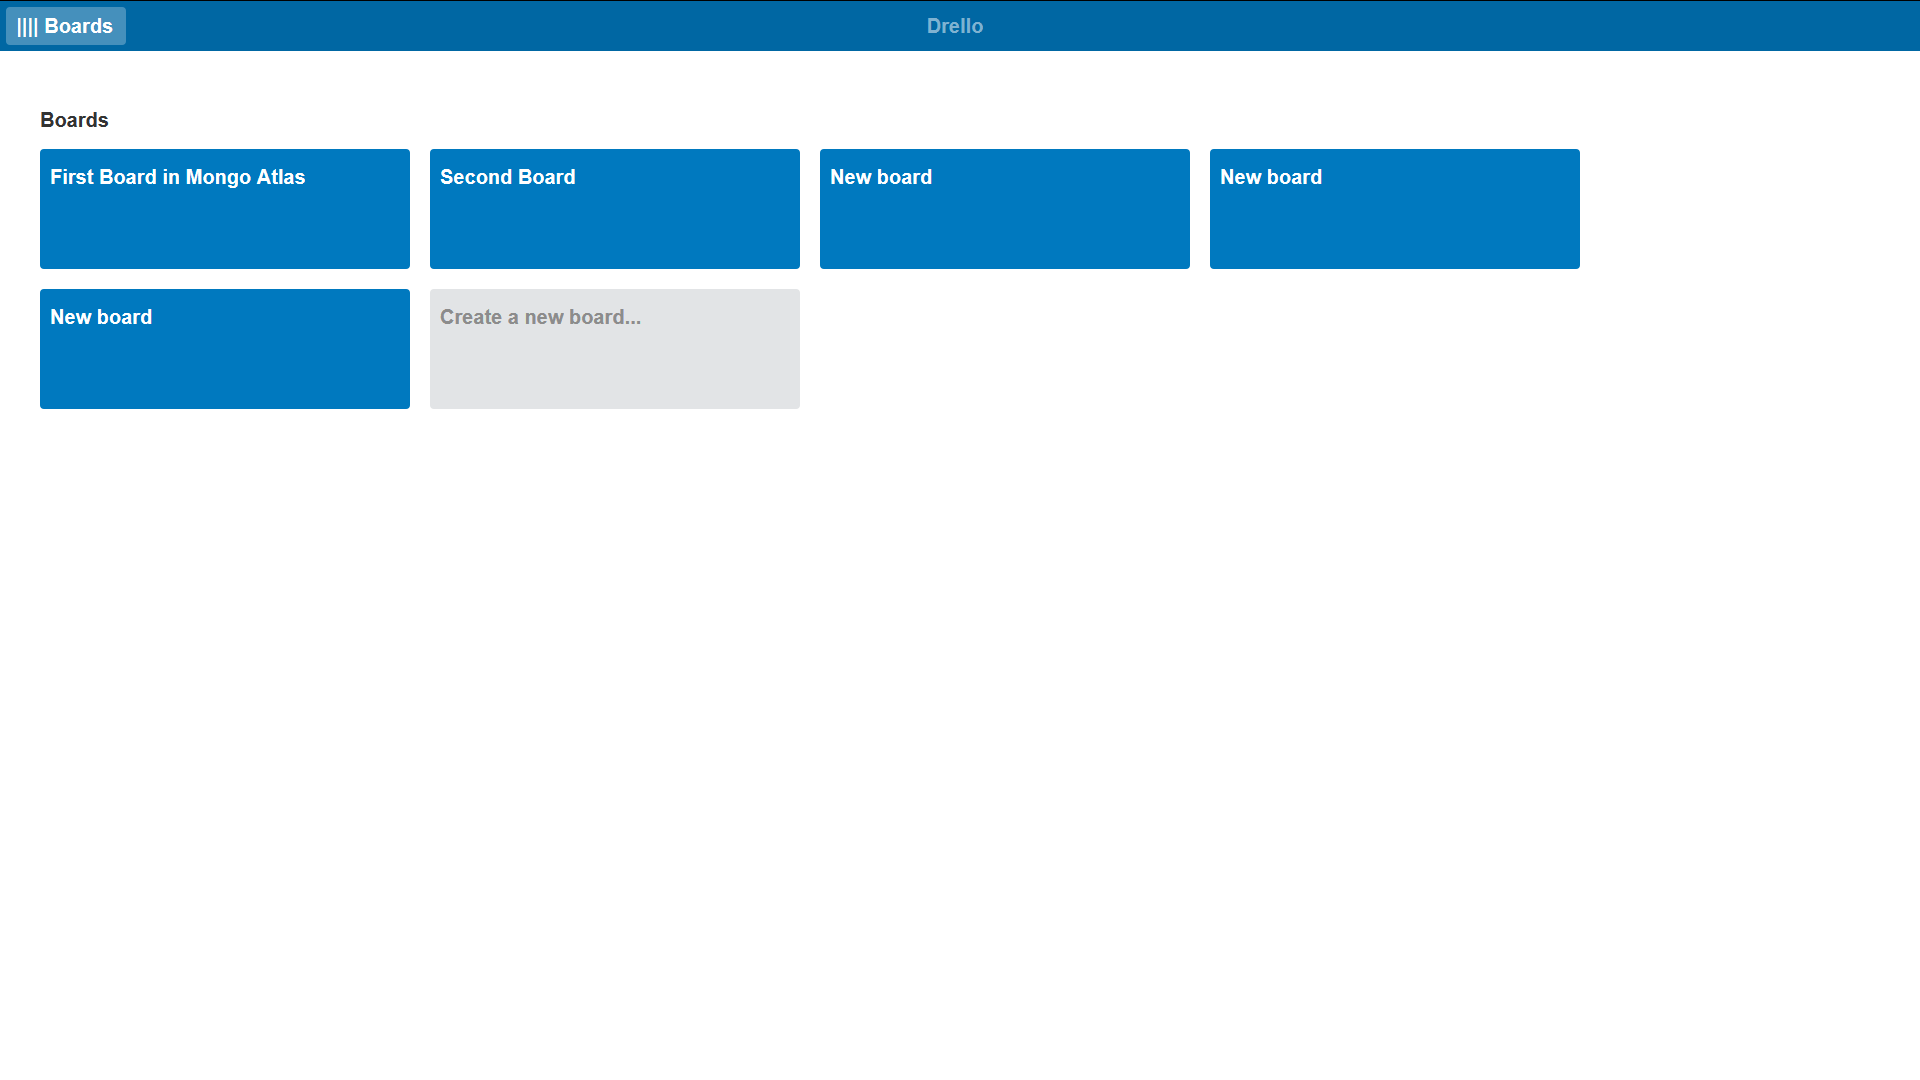 |||| Boards
Drello
Boards
First Board in Mongo Atlas
Second Board
New board
New board
New board
Create a new board...